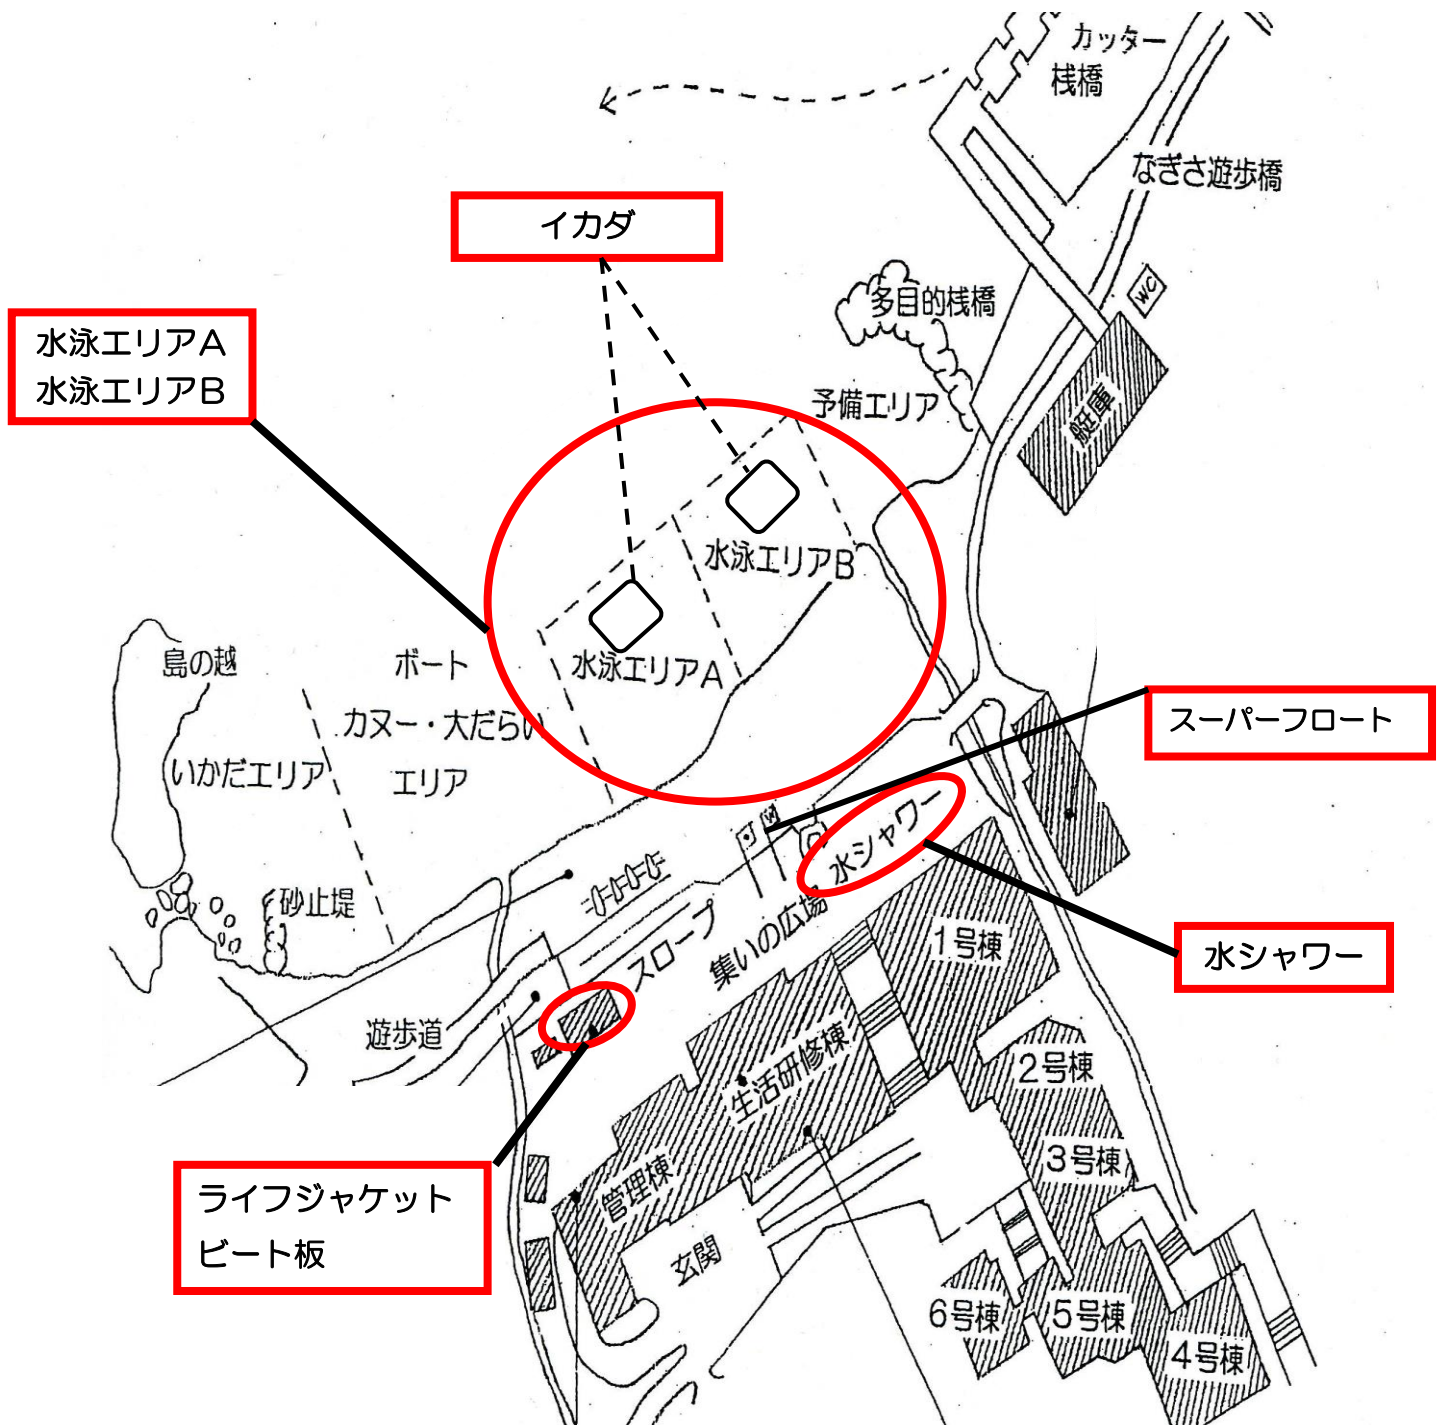 カッター
桟橋
なぎさ遊歩橋
イカダ
WC
多目的桟橋
水泳エリアA
水泳エリアB
予備エリア
艇庫
水泳エリアB
水泳エリアA
島の越
ボート
カヌー・大だらい
エリア
いかだエリア
スーパーフロート
水シャワー
砂止堤
スロープ
集いの広場
1号棟
水シャワー
遊歩道
生活研修棟
2号棟
3号棟
ライフジャケット
ビート板
管理棟
玄関
6号棟
5号棟
4号棟